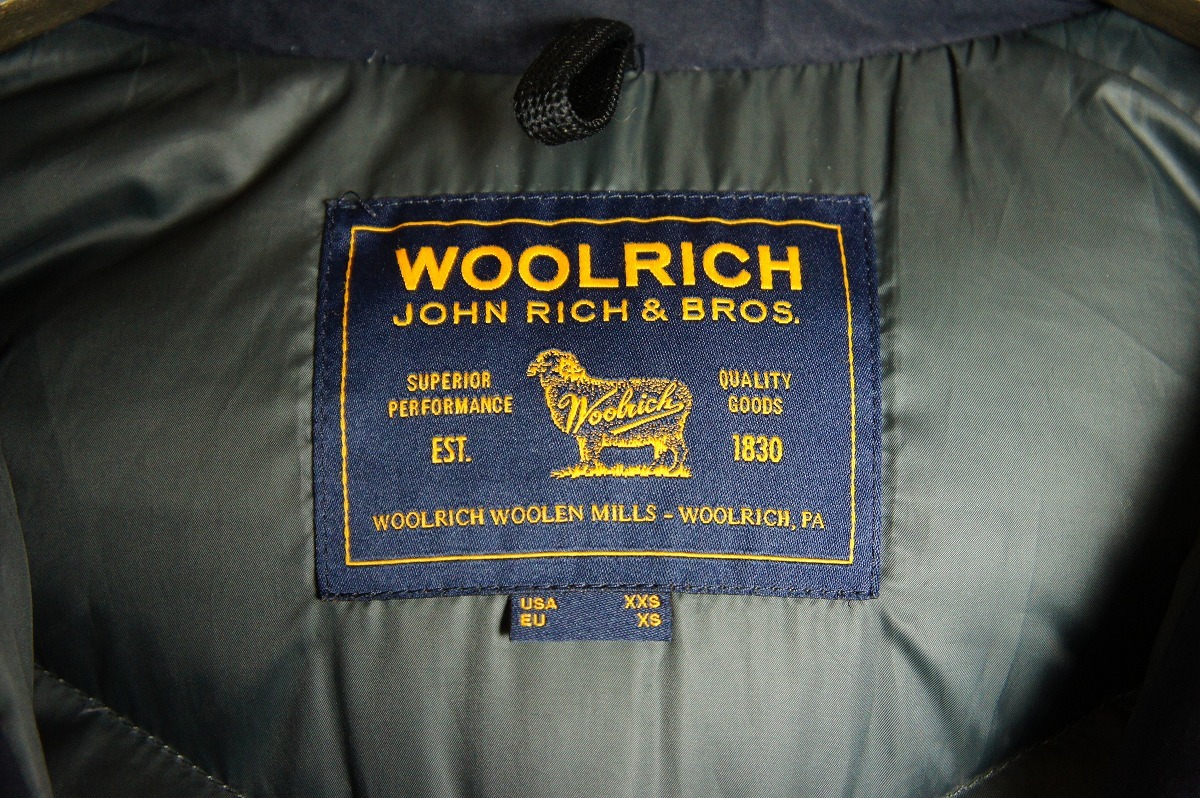 WOOLRICH
JOHN RICH & BROS.
SUPERIOR
PERFORMANCE
EST.
Woolrich
QUALITY
GOODS
1830
WOOLRICH WOOLEN MILLS - WOOLRICH, PA
USA XXS
EU XS